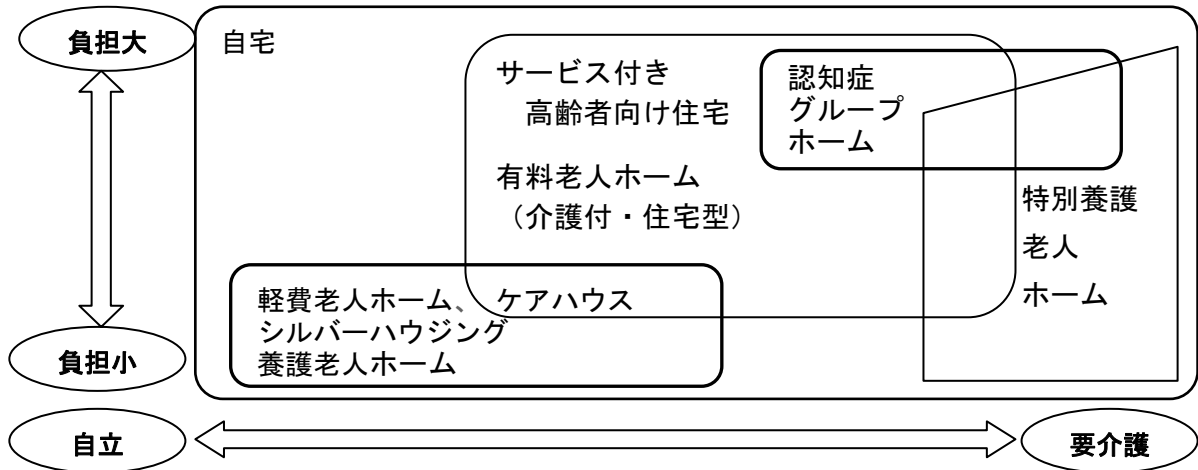 負担大
自宅
サービス付き
高齢者向け住宅
有料老人ホーム
（介護付・住宅型）
認知症
グループ
ホーム
特別養護
老人
ホーム
軽費老人ホーム、ケアハウス
シルバーハウジング
養護老人ホーム
負担小
自立
要介護